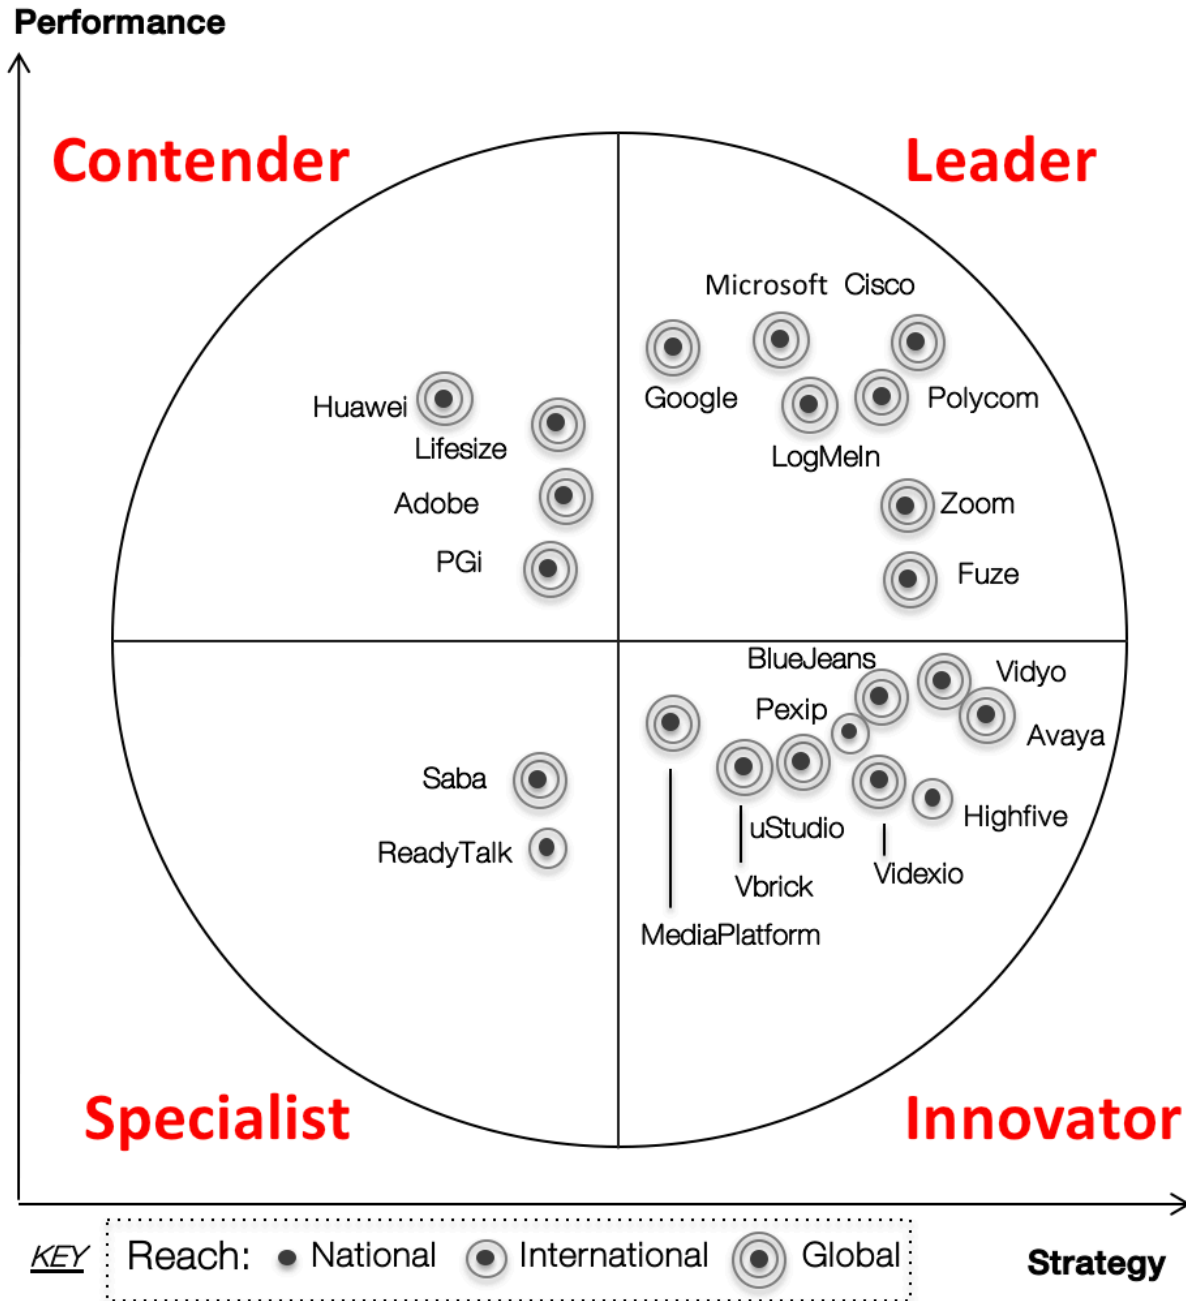 Performance
Contender
Leader
Microsoft Cisco
Google
Polycom
Huawei
Lifesize
LogMeIn
Adobe
Zoom
PGi
Fuze
BlueJeans
Vidyo
Pexip
Avaya
Saba
Highfive
uStudio
ReadyTalk
Videxio
Vbrick
MediaPlatform
Specialist
Innovator
KEY Reach: National International Global
Strategy